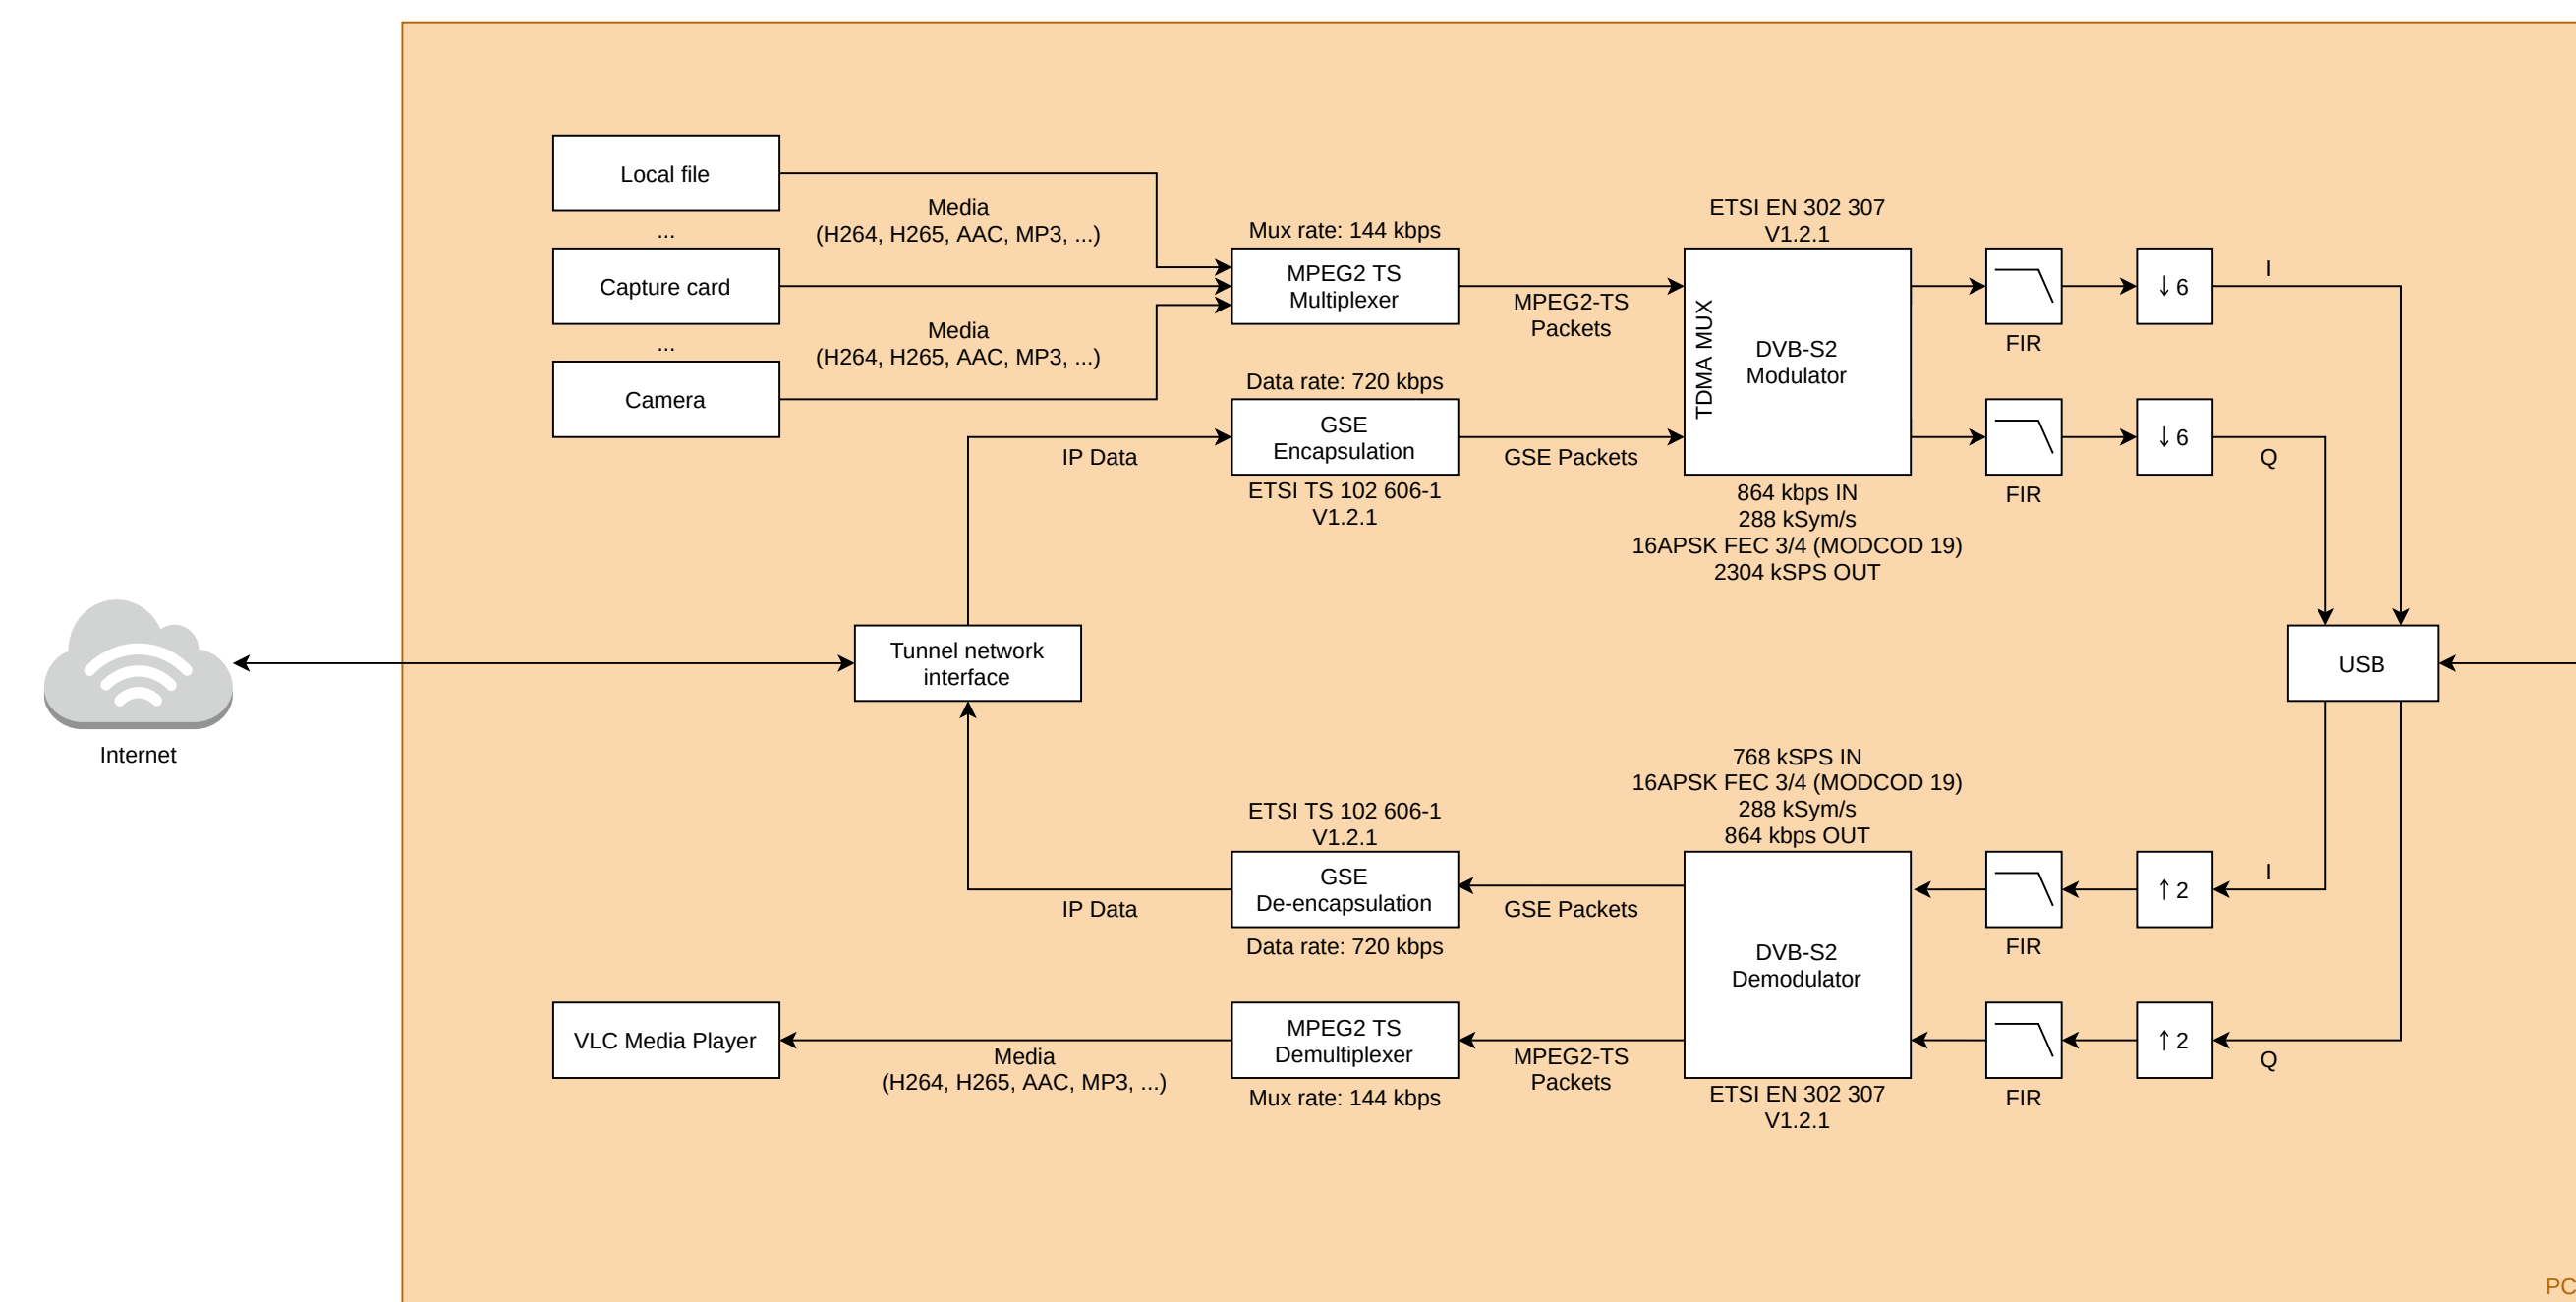 Local file
...
Capture card
...
Camera
Media
(H264, H265, AAC, MP3, ...)
Media
(H264, H265, AAC, MP3, ...)
Mux rate: 144 kbps
MPEG2 TS
Multiplexer
MPEG2-TS
Packets
Data rate: 720 kbps
GSE
Encapsulation
ETSI TS 102 606-1
V1.2.1
IP Data
GSE Packets
ETSI EN 302 307
V1.2.1
TDMA MUX
DVB-S2
Modulator
864 kbps IN
288 kSym/s
16APSK FEC 3/4 (MODCOD 19)
2304 kSPS OUT
FIR
↓ 6
I
FIR
↓ 6
Q
Internet
Tunnel network
interface
USB
768 kSPS IN
16APSK FEC 3/4 (MODCOD 19)
288 kSym/s
864 kbps OUT
DVB-S2
Demodulator
ETSI EN 302 307
V1.2.1
I
↑ 2
FIR
Q
↑ 2
FIR
ETSI TS 102 606-1
V1.2.1
GSE
De-encapsulation
Data rate: 720 kbps
GSE Packets
IP Data
MPEG2 TS
Demultiplexer
Mux rate: 144 kbps
MPEG2-TS
Packets
VLC Media Player
Media
(H264, H265, AAC, MP3, ...)
PC